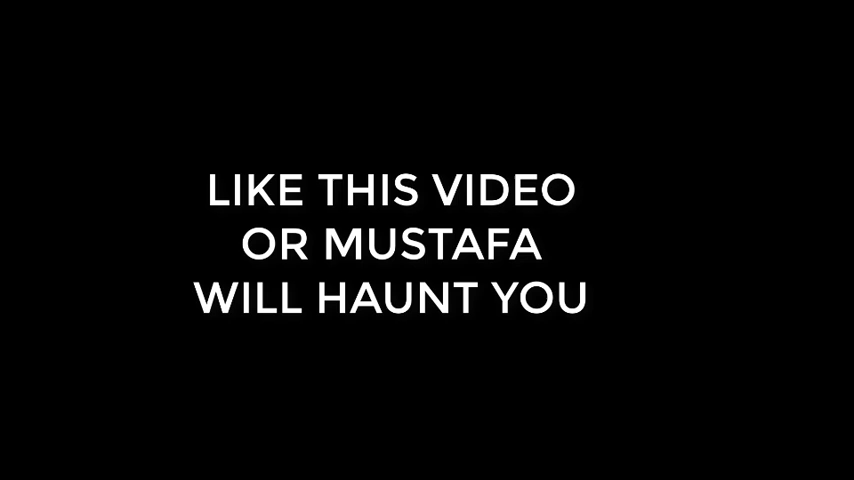 LIKE THIS VIDEO
OR MUSTAFA
WILL HAUNT YOU